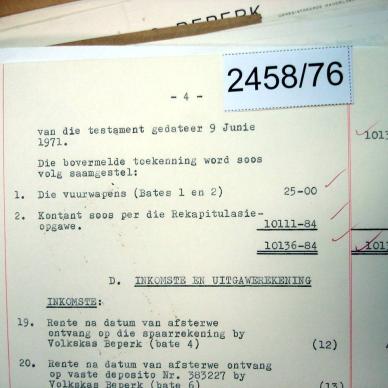 BEPERK
2458/76
- 4 -
van die testament gedateer 9 Junie
1971.
Die bovermelde toekenning word soos
volg saamgestel:
1. Die vuurwapens (Bates 1 en 2) 25-00
2. Kontant soos per die Rekapitulasie-
opgawe. 10111-84
10136-84
D. INKOMSTE EN UITGAWEREKENING
INKOMSTE:
19. Rente na datum van afsterwe
ontvang op die spaarrekening by
Volkskas Beperk (bate 4) (12)
20. Rente na datum van afsterwe ontvang
op vaste deposito Nr. 383227 by
Volkskas Beperk (bate 6) (13)